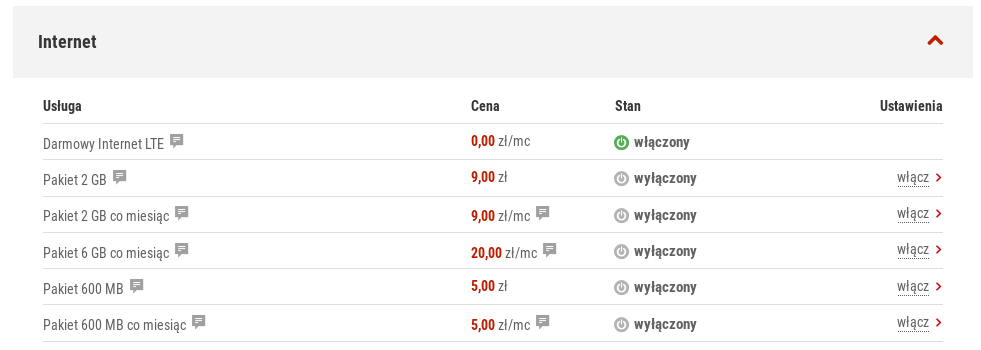 Internet
Usługa Cena Stan Ustawienia
Darmowy Internet LTE 0,00 zł/mc włączony
Pakiet 2 GB 9,00 zł wyłączony włącz
Pakiet 2 GB co miesiąc 9,00 zł/mc wyłączony włącz
Pakiet 6 GB co miesiąc 20,00 zł/mc wyłączony włącz
Pakiet 600 MB 5,00 zł wyłączony włącz
Pakiet 600 MB co miesiąc 5,00 zł/mc wyłączony włącz